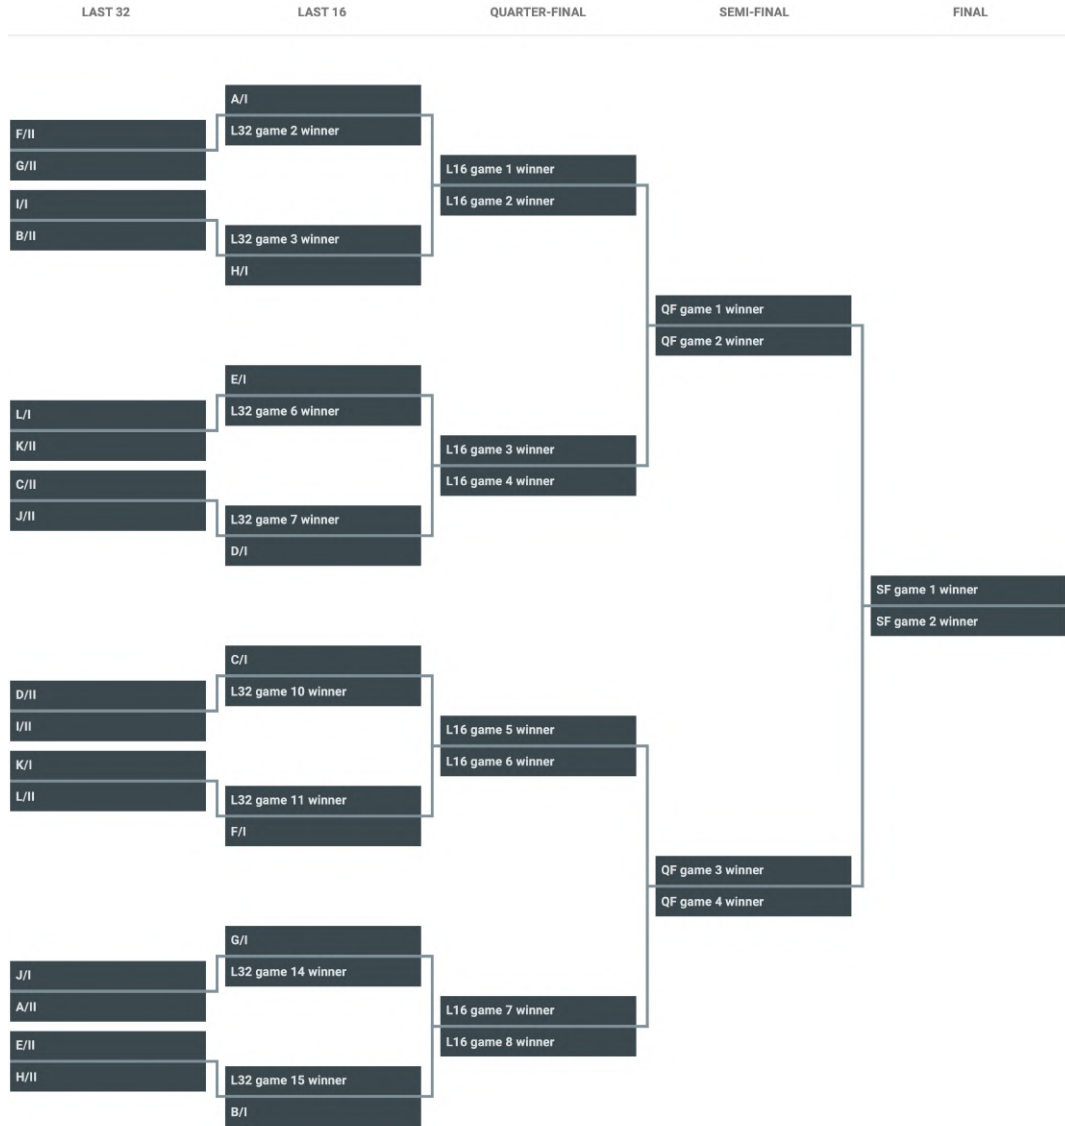 LAST 32
LAST 16
QUARTER-FINAL
SEMI-FINAL
FINAL
F/II
G/II
I/I
B/II
L/I
K/II
C/II
J/II
D/II
I/II
K/I
L/II
J/I
A/II
E/II
H/II
A/I
L32 game 2 winner
L32 game 3 winner
H/I
E/I
L32 game 6 winner
L32 game 7 winner
D/I
C/I
L32 game 10 winner
L32 game 11 winner
F/I
G/I
L32 game 14 winner
L32 game 15 winner
B/I
L16 game 1 winner
L16 game 2 winner
L16 game 3 winner
L16 game 4 winner
L16 game 5 winner
L16 game 6 winner
L16 game 7 winner
L16 game 8 winner
QF game 1 winner
QF game 2 winner
QF game 3 winner
QF game 4 winner
SF game 1 winner
SF game 2 winner